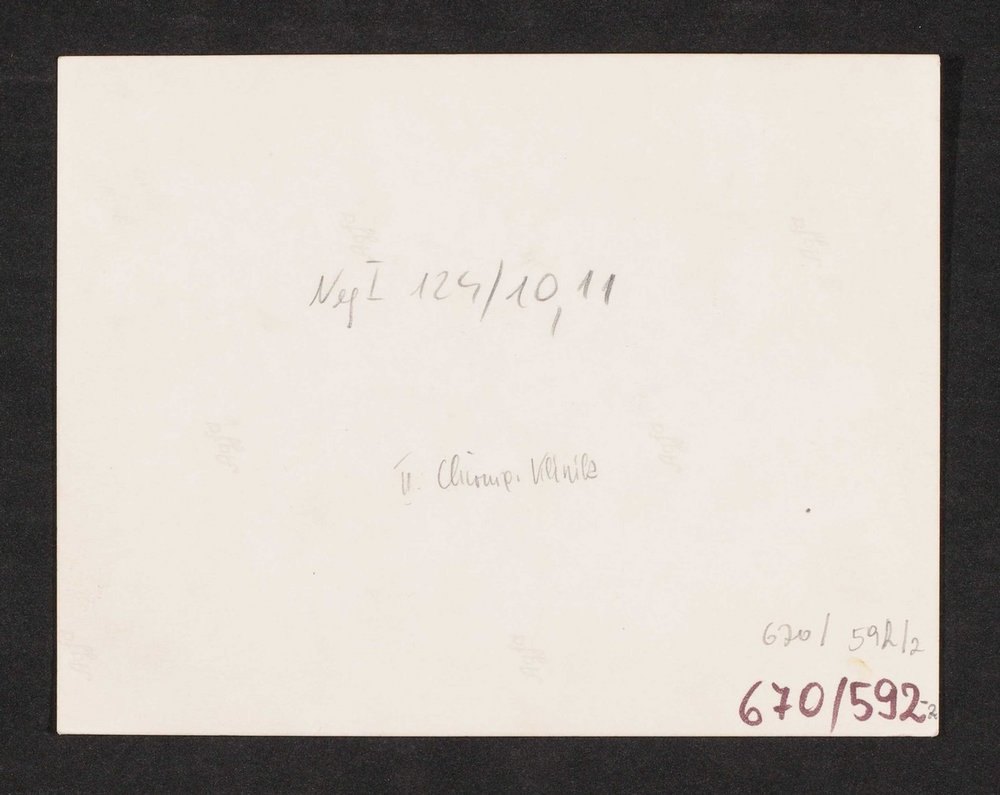 Neg I 124/10,11
II. Chirurg. Klinik
670/ 592/2
670/592-2